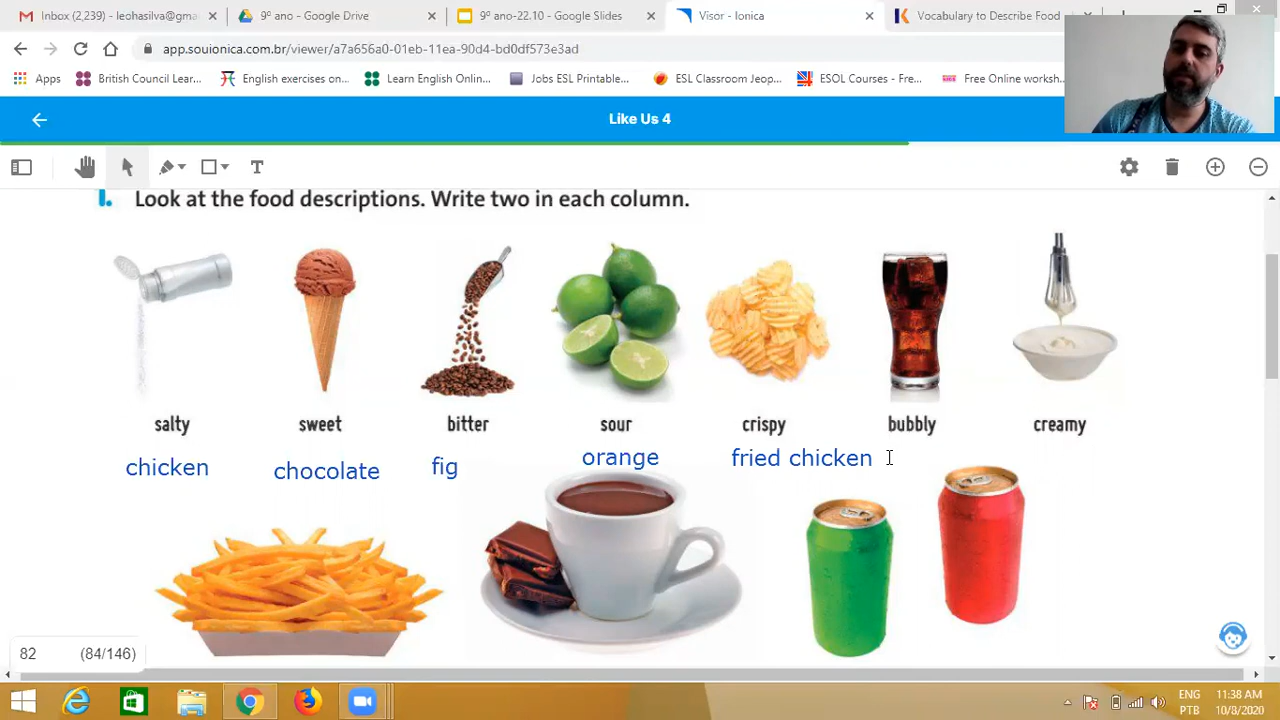 leohasilva@gma
Inbox (2,239) - leohasilva@gma × 9º ano - Google Drive × 9º ano-22.10 - Google Slides × Visor - Ionica × Vocabulary to Describe Food
app.souionica.com.br/viewer/a7a656a0-01eb-11ea-90d4-bd0df573e3ad
Apps British Council Lear... English exercises on... Learn English Onlin... Jobs ESL Printable... ESL Classroom Jeop... ESOL Courses - Fre... Free Online worksh...
Like Us 4
T
1. Look at the food descriptions. Write two in each column.
salty sweet bitter sour crispy bubbly creamy
chicken chocolate fig orange fried chicken
82 (84/146)
ENG 11:38 AM
PTB 10/8/2020